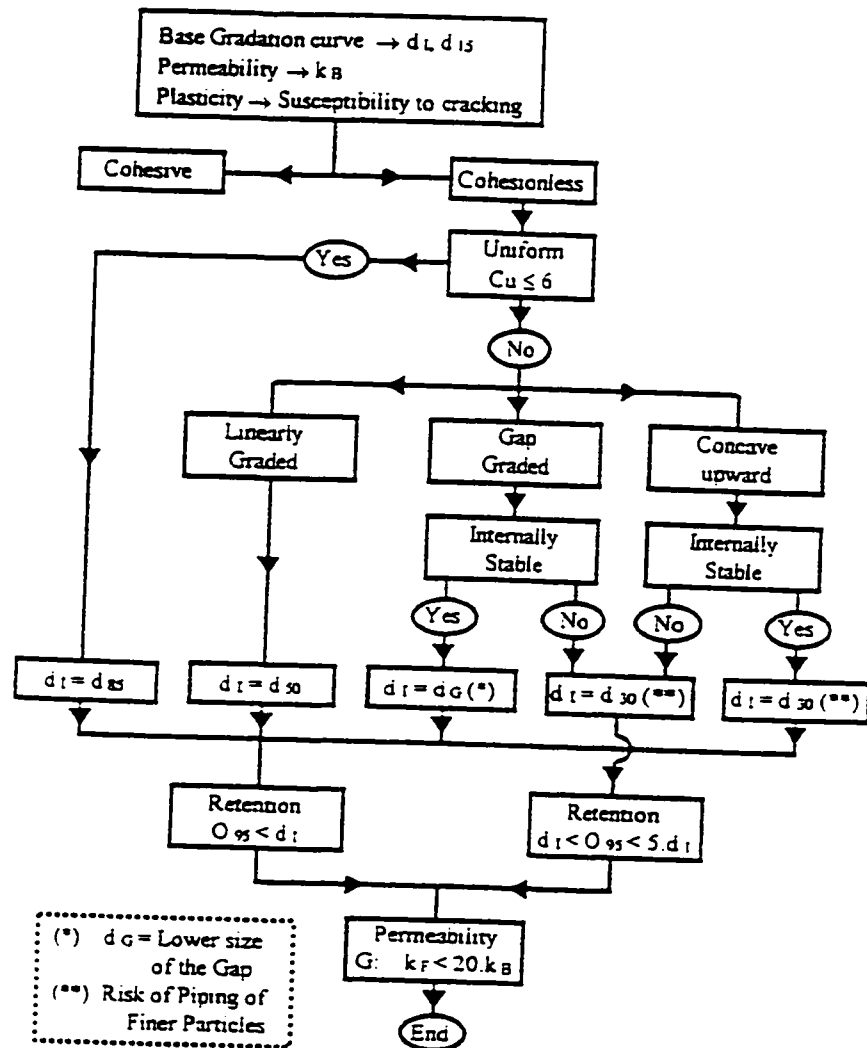 Base Gradation curve → d I, d 15
Permeability → k B
Plasticity → Susceptibility to cracking
Cohesive
Cohesionless
Yes
Uniform
Cu ≤ 6
No
Linearly
Graded
Gap
Graded
Concave
upward
Internally
Stable
Internally
Stable
Yes
No
No
Yes
d I = d 85
d I = d 50
d I = d G (*)
d I = d 30 (**)
d I = d 30 (**)
Retention
O 95 < d I
Retention
d I < O 95 < 5.d I
(*) d G = Lower size
of the Gap
(**) Risk of Piping of
Finer Particles
Permeability
G: k F < 20.k B
End